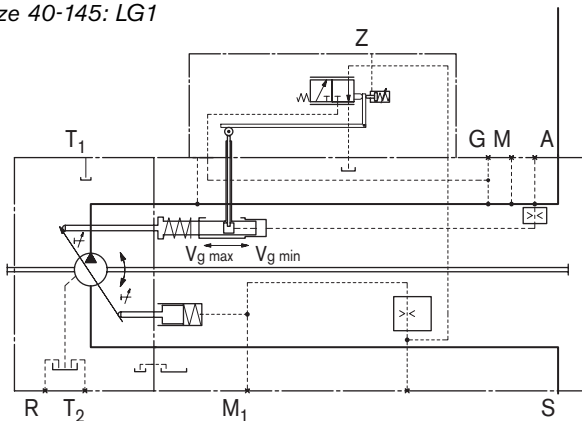 ze 40-145: LG1
Z
T1
G M A
Vg max Vg min
R T2 M1 S